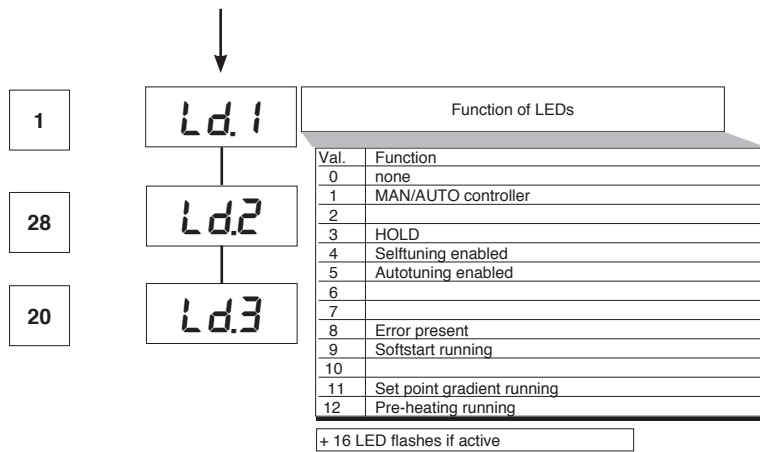 1
Ld.1
Function of LEDs
Val. Function
0 none
1 MAN/AUTO controller
2
3 HOLD
4 Selftuning enabled
5 Autotuning enabled
6
7
8 Error present
9 Softstart running
10
11 Set point gradient running
12 Pre-heating running
28
Ld.2
20
Ld.3
+ 16 LED flashes if active